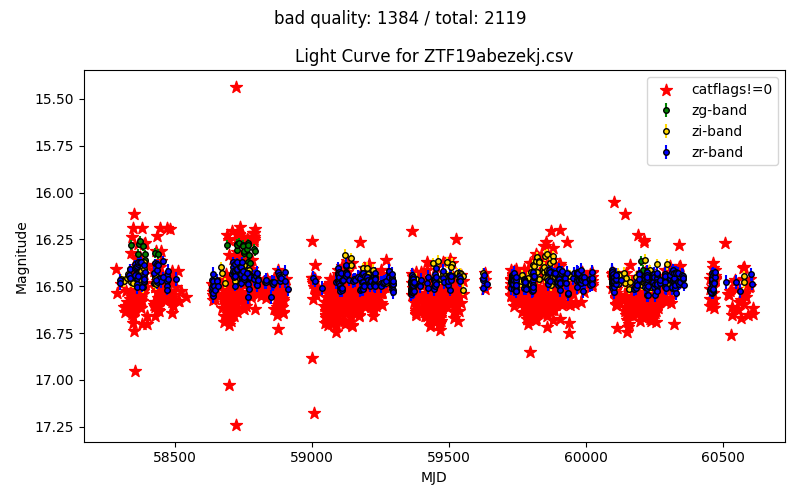 bad quality: 1384 / total: 2119
Light Curve for ZTF19abezekj.csv
catflags!=0
zg-band
zi-band
zr-band
Magnitude
15.50
15.75
16.00
16.25
16.50
16.75
17.00
17.25
58500
59000
59500
60000
60500
MJD